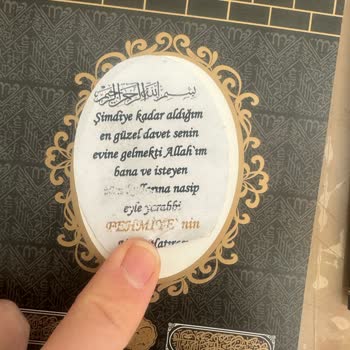 بسم الله الرحمن الرحيم
Şimdiye kadar aldığım
en güzel davet senin
evine gelmekti Allah'ım
bana ve isteyen
nasip
eyle yarabbi
FEHMİYE' nin